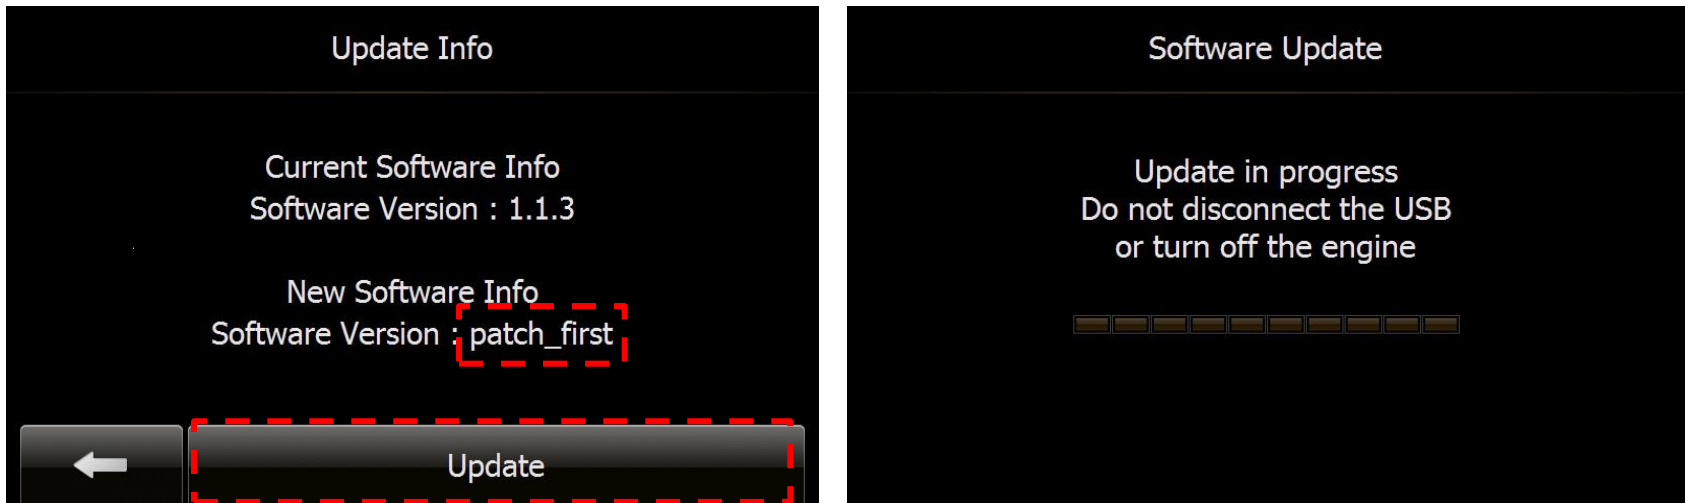 Update Info
Current Software Info
Software Version : 1.1.3
New Software Info
Software Version : patch_first
Update
Software Update
Update in progress
Do not disconnect the USB
or turn off the engine